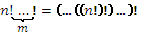 n! … ! = (… ((n!)!) … )!
m